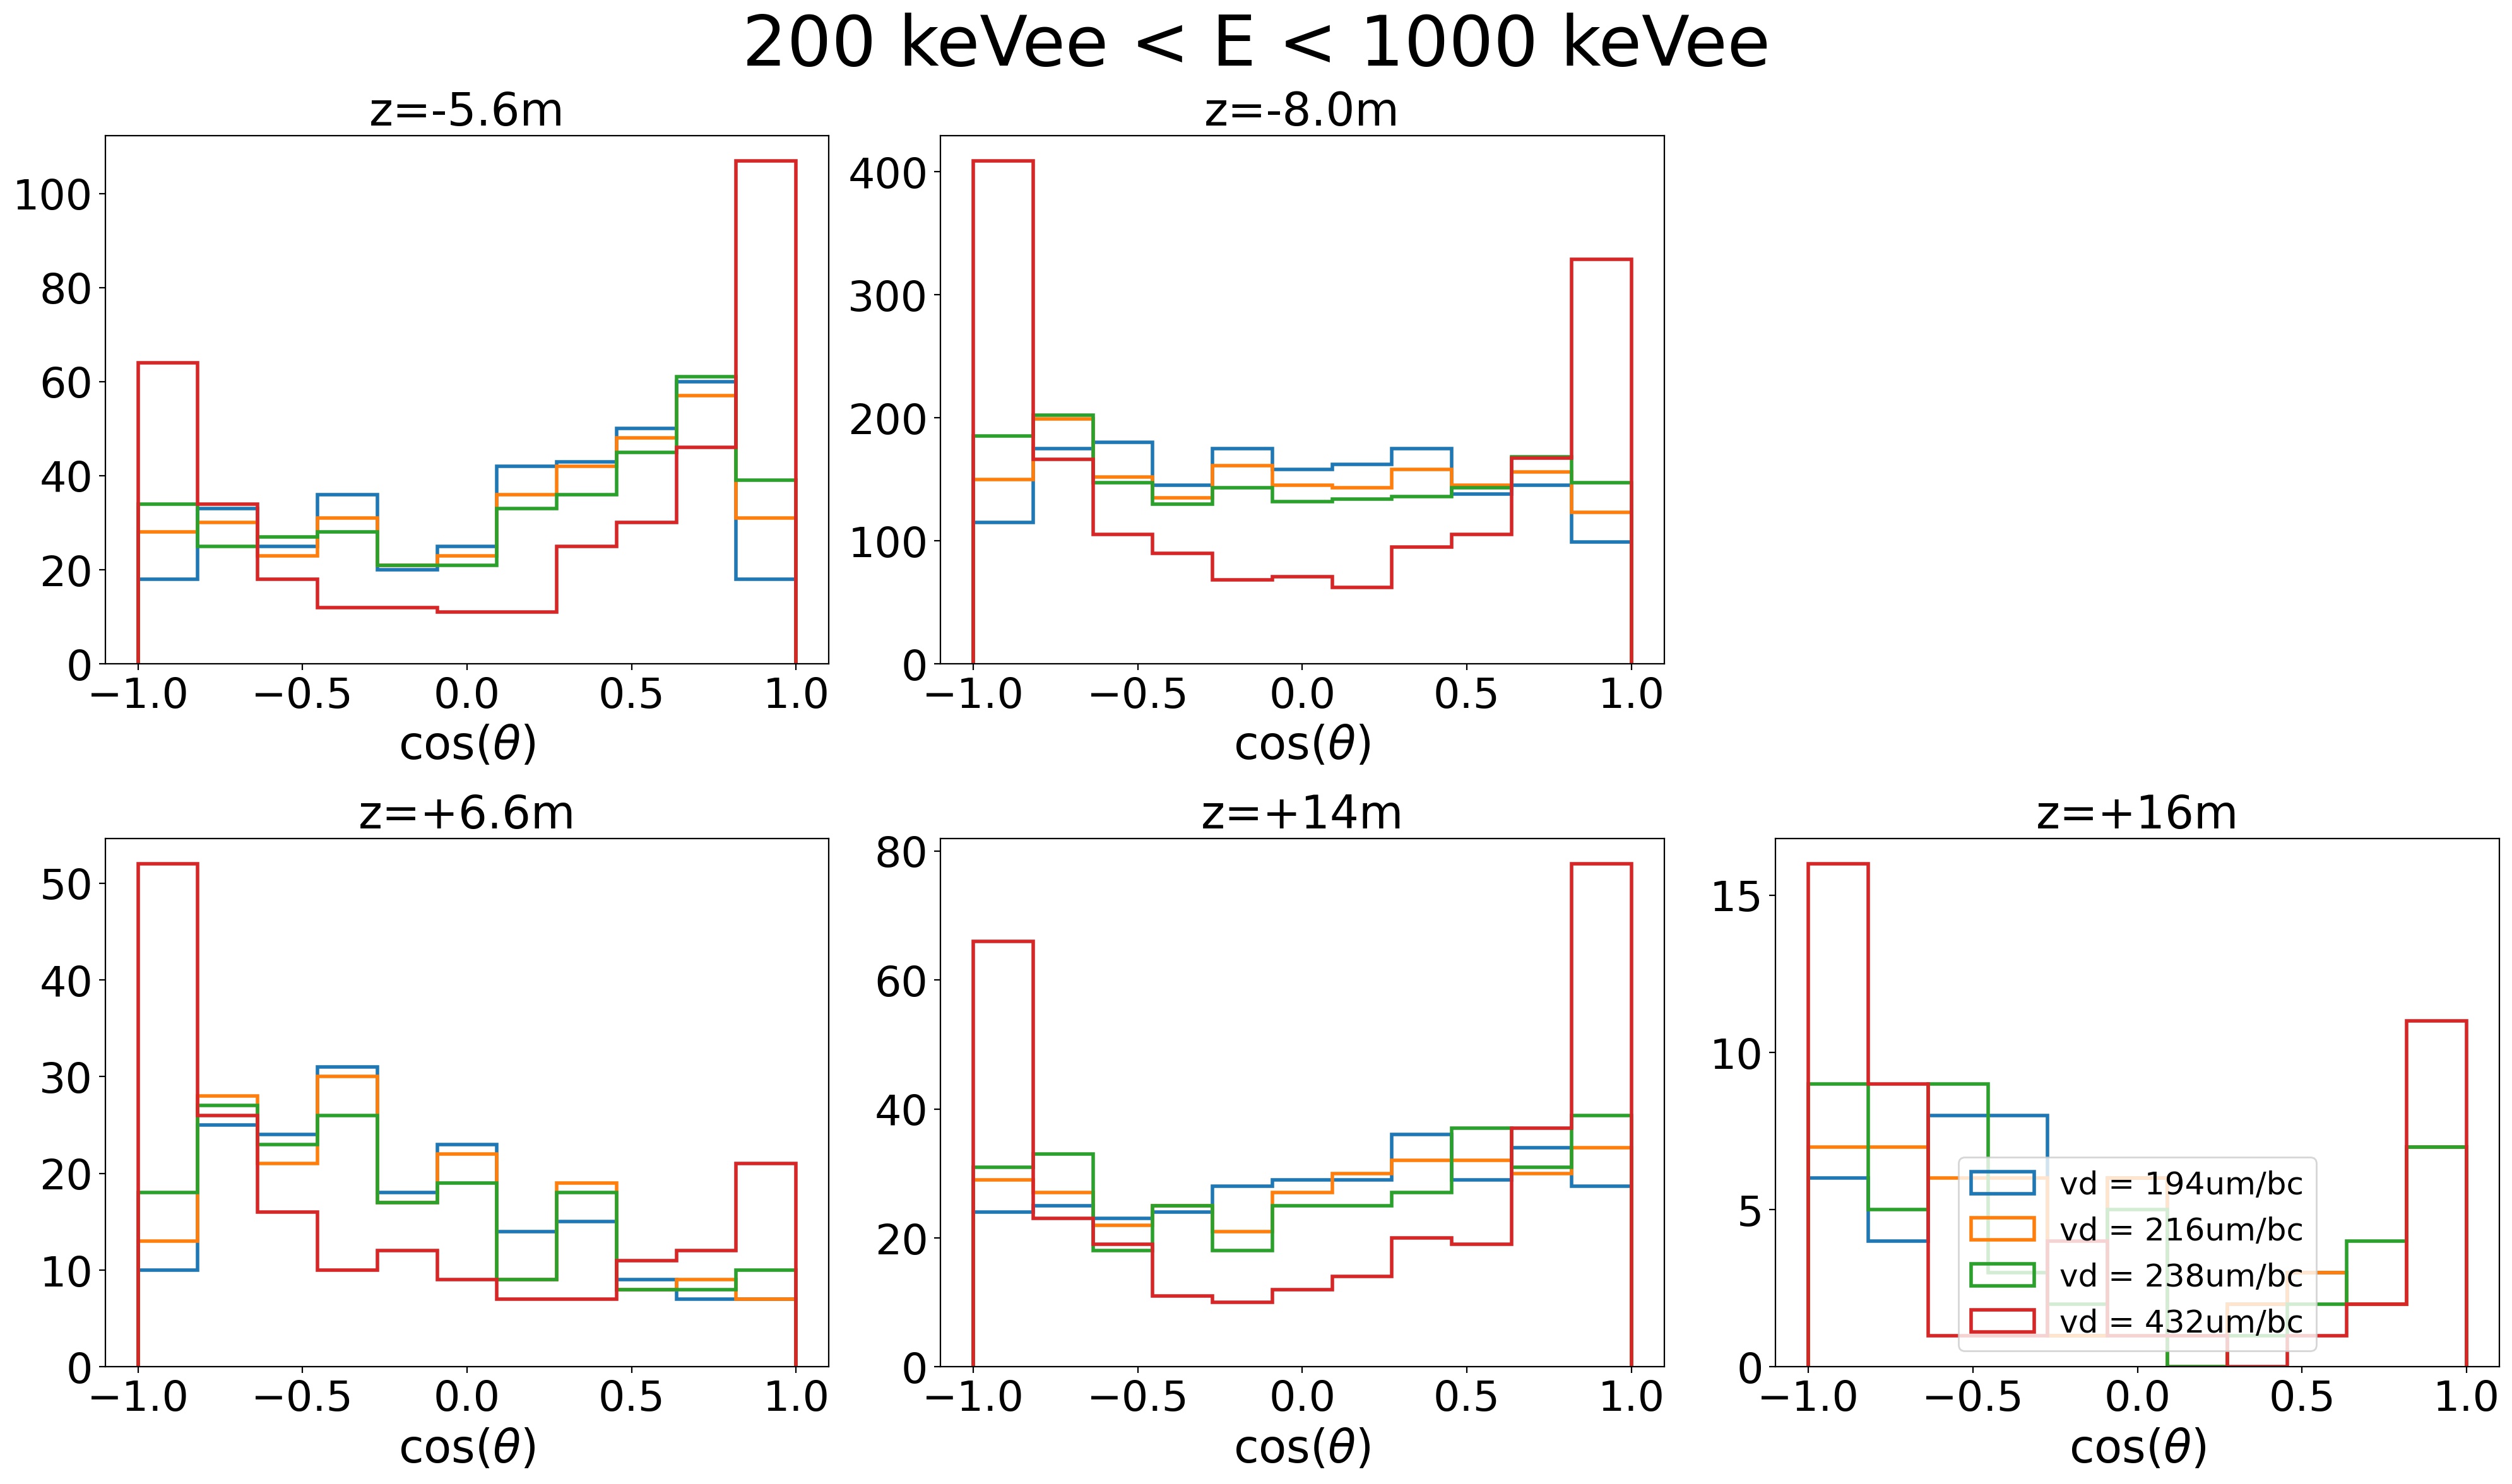 200 keVee < E < 1000 keVee
z=-5.6m
z=-8.0m
100
80
60
40
20
0
400
300
200
100
0
−1.0 −0.5 0.0 0.5 1.0
−1.0 −0.5 0.0 0.5 1.0
cos(θ)
cos(θ)
z=+6.6m
z=+14m
z=+16m
50
40
30
20
10
0
80
60
40
20
0
15
10
5
0
vd = 194um/bc
vd = 216um/bc
vd = 238um/bc
vd = 432um/bc
−1.0 −0.5 0.0 0.5 1.0
−1.0 −0.5 0.0 0.5 1.0
−1.0 −0.5 0.0 0.5 1.0
cos(θ)
cos(θ)
cos(θ)